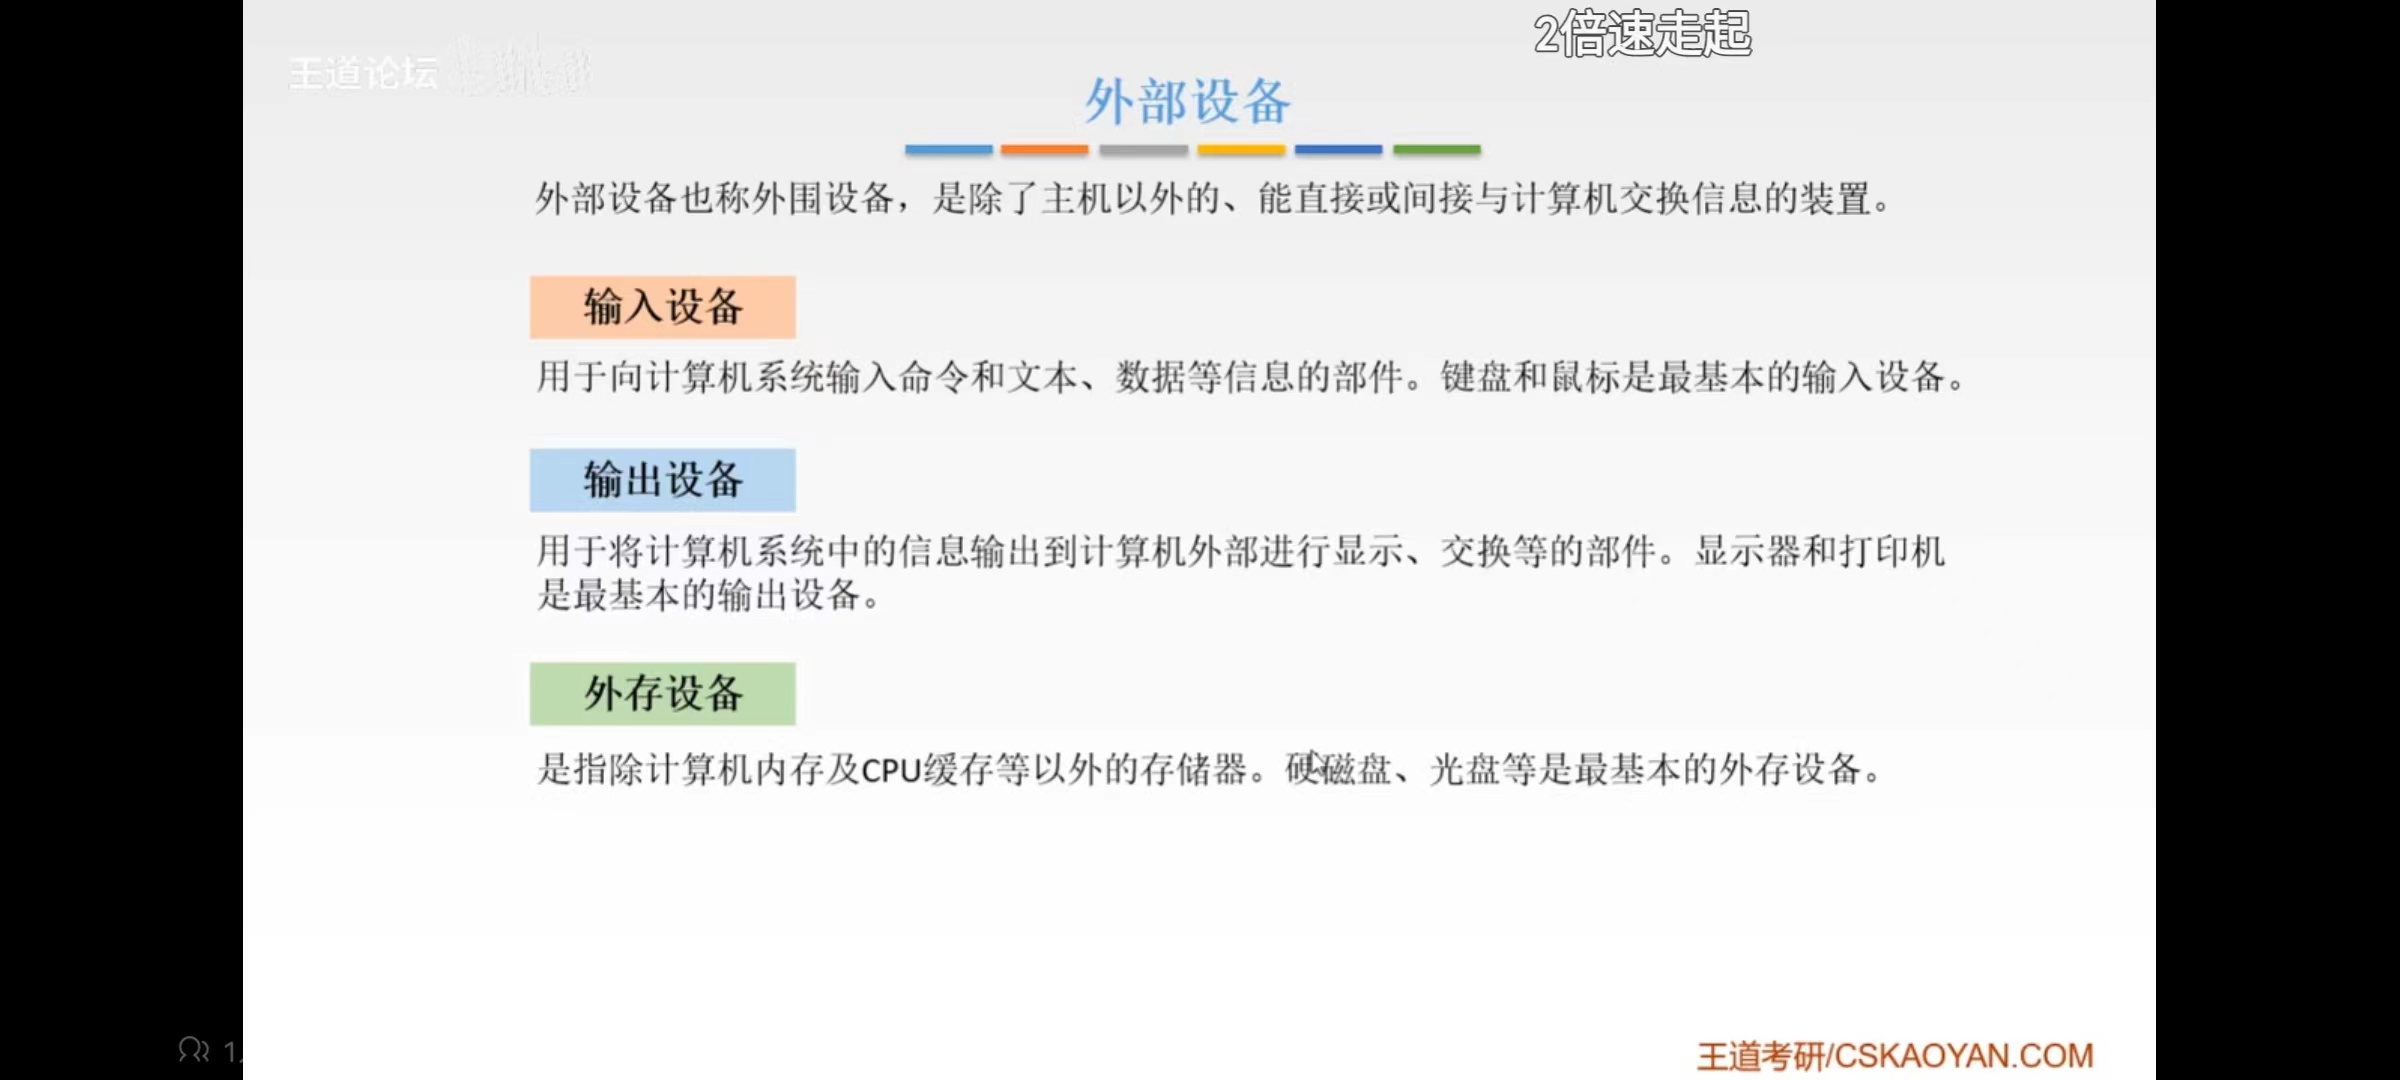 2倍速走起
王道论坛
外部设备
外部设备也称外围设备，是除了主机以外的、能直接或间接与计算机交换信息的装置。
输入设备
用于向计算机系统输入命令和文本、数据等信息的部件。键盘和鼠标是最基本的输入设备。
输出设备
用于将计算机系统中的信息输出到计算机外部进行显示、交换等的部件。显示器和打印机
是最基本的输出设备。
外存设备
是指除计算机内存及CPU缓存等以外的存储器。硬磁盘、光盘等是最基本的外存设备。
王道考研/CSKAOYAN.COM